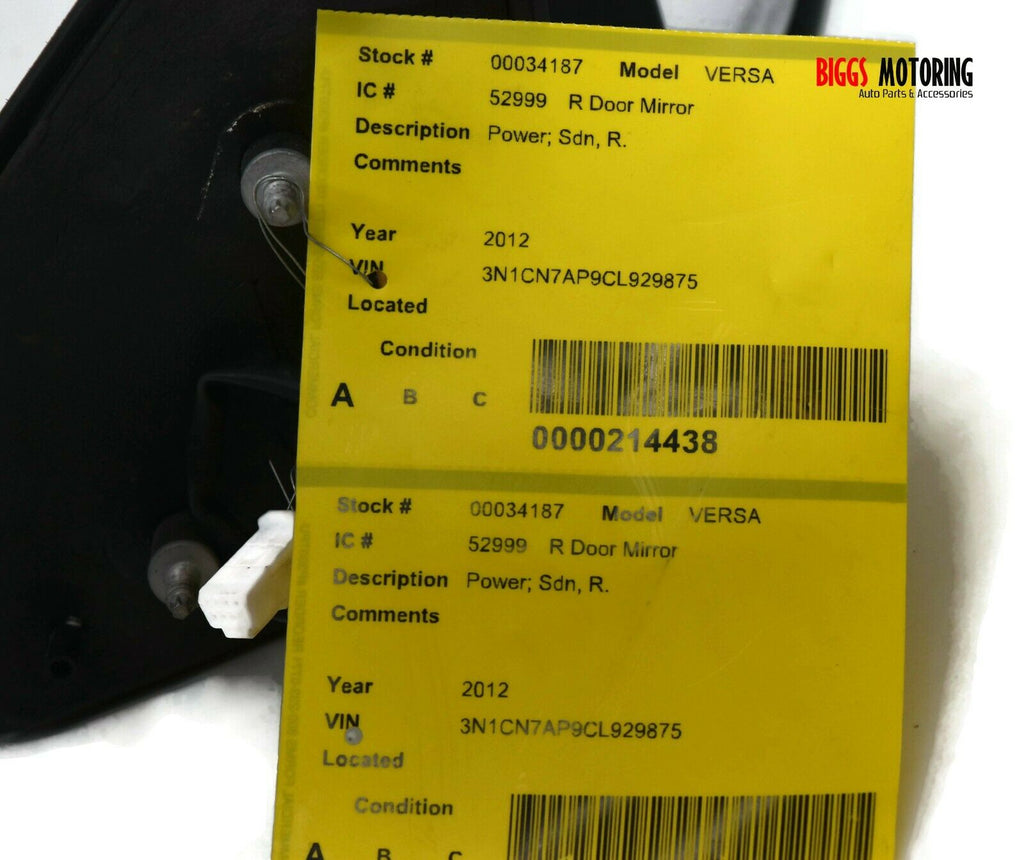 Stock # 00034187 Model VERSA
BIGGS MOTORING
Auto Parts & Accessories
IC # 52999 R Door Mirror
Description Power; Sdn, R.
Comments
Year 2012
VIN 3N1CN7AP9CL929875
Located
Condition
A B C
0000214438
Stock # 00034187 Model VERSA
IC # 52999 R Door Mirror
Description Power; Sdn, R.
Comments
Year 2012
VIN 3N1CN7AP9CL929875
Located
Condition
A B C